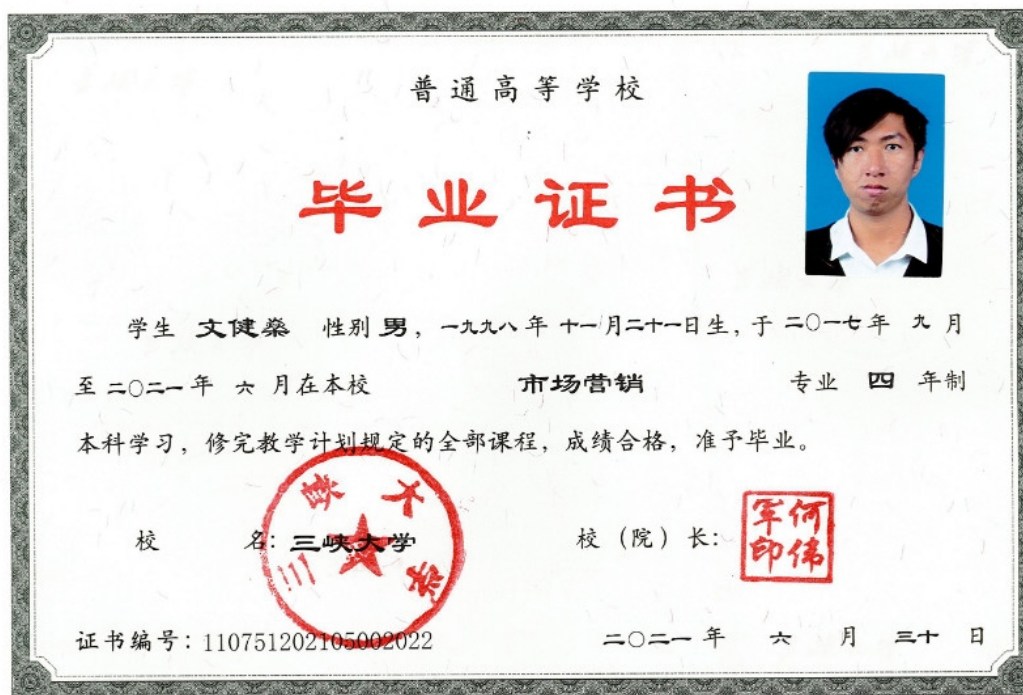 普通高等学校
毕业证书
学生 文健燊 性别 男，一九九八年 十一月二十一日生，于 二〇一七年 九月
至 二〇二一年 六 月在本校 市场营销 专业 四 年制
本科学习，修完教学计划规定的全部课程，成绩合格，准予毕业。
校 名：三峡大学
三峡大学
校（院）长：
何伟军印
证书编号：110751202105002022
二〇二一 年 六 月 三十 日